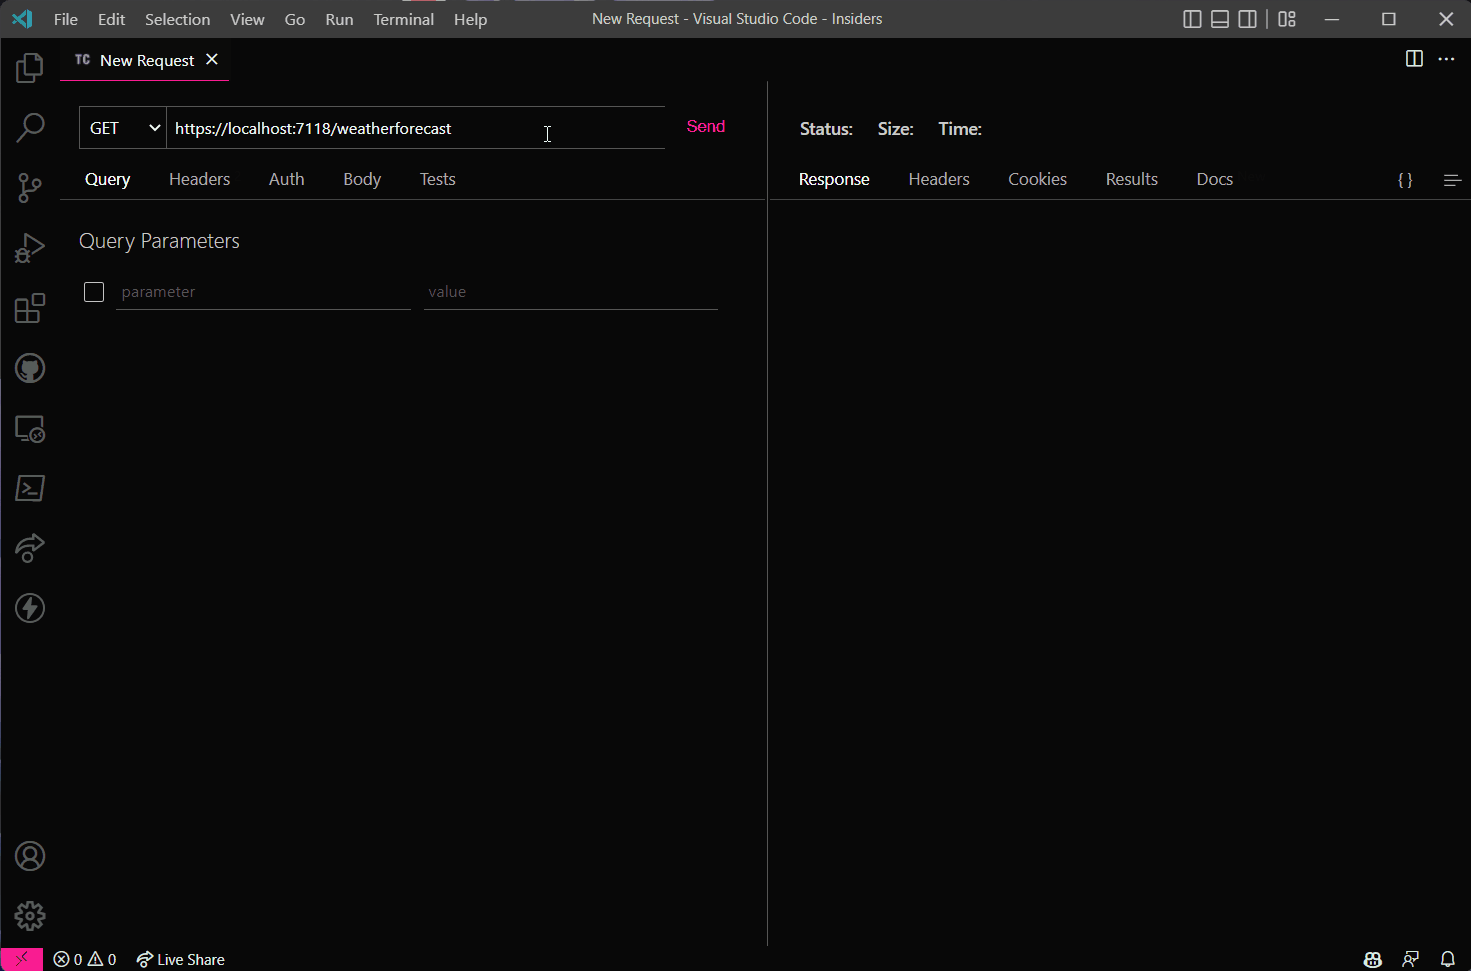 File Edit Selection View Go Run Terminal Help New Request - Visual Studio Code - Insiders
TC New Request
GET https://localhost:7118/weatherforecast Send
Status: Size: Time:
Query Headers Auth Body Tests
Response Headers Cookies Results Docs { }
Query Parameters
parameter value
0 0 Live Share